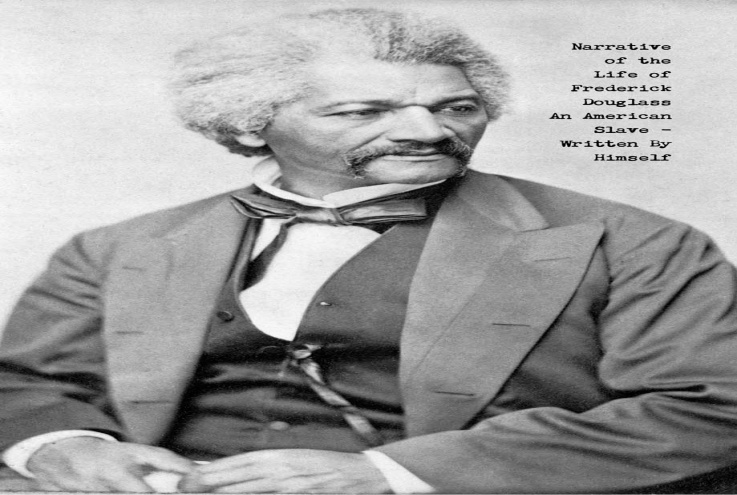 Narrative
of the
Life of
Frederick
Douglass
An American
Slave –
Written By
Himself